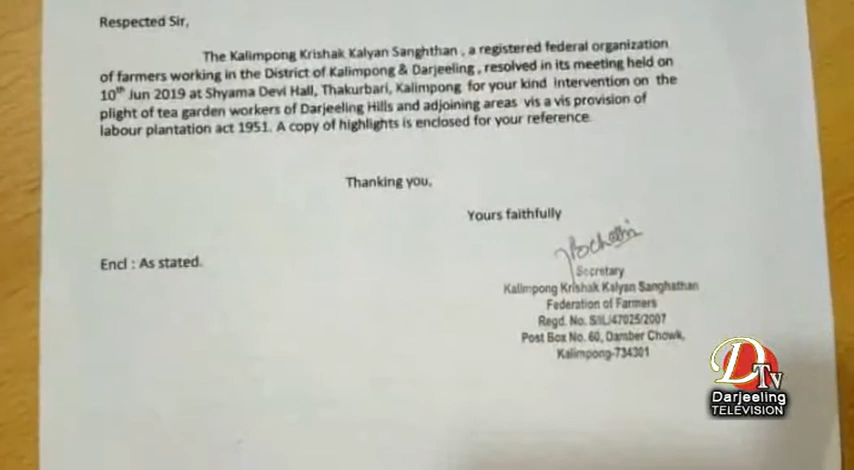 Respected Sir,
The Kalimpong Krishak Kalyan Sanghthan , a registered federal organization
of farmers working in the District of Kalimpong & Darjeeling , resolved in its meeting held on
10th Jun 2019 at Shyama Devi Hall, Thakurbari, Kalimpong for your kind Intervention on the
plight of tea garden workers of Darjeeling Hills and adjoining areas vis a vis provision of
labour plantation act 1951. A copy of highlights is enclosed for your reference.
Thanking you,
Yours faithfully
Encl : As stated.
Secretary
Kalimpong Krishak Kalyan Sanghathan
Federation of Farmers
Regd. No. S/IL/47025/2007
Post Box No. 60, Damber Chowk,
Kalimpong-734301
DTv
Darjeeling
TELEVISION